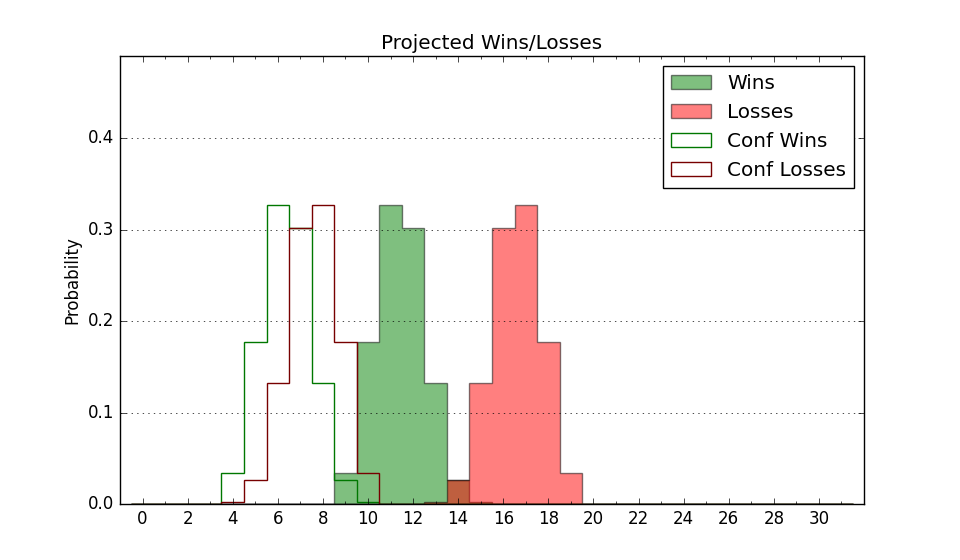 Projected Wins/Losses
Wins
Losses
Conf Wins
Conf Losses
Probability
0.4
0.3
0.2
0.1
0.0
0 2 4 6 8 10 12 14 16 18 20 22 24 26 28 30